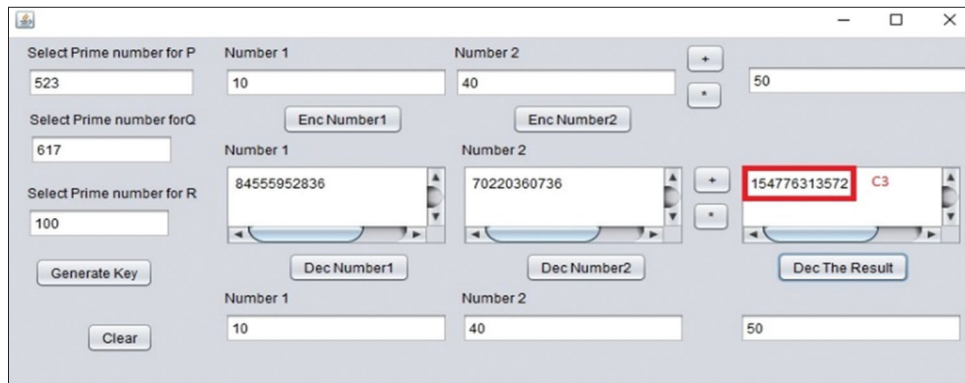 Select Prime number for P Number 1 Number 2
523 10 40 + 50
*
Select Prime number forQ Enc Number1 Enc Number2
617 Number 1 Number 2
84555952836 70220360736 + 154776313572 C3
Select Prime number for R *
100
Generate Key Dec Number1 Dec Number2 Dec The Result
Number 1 Number 2
Clear 10 40 50